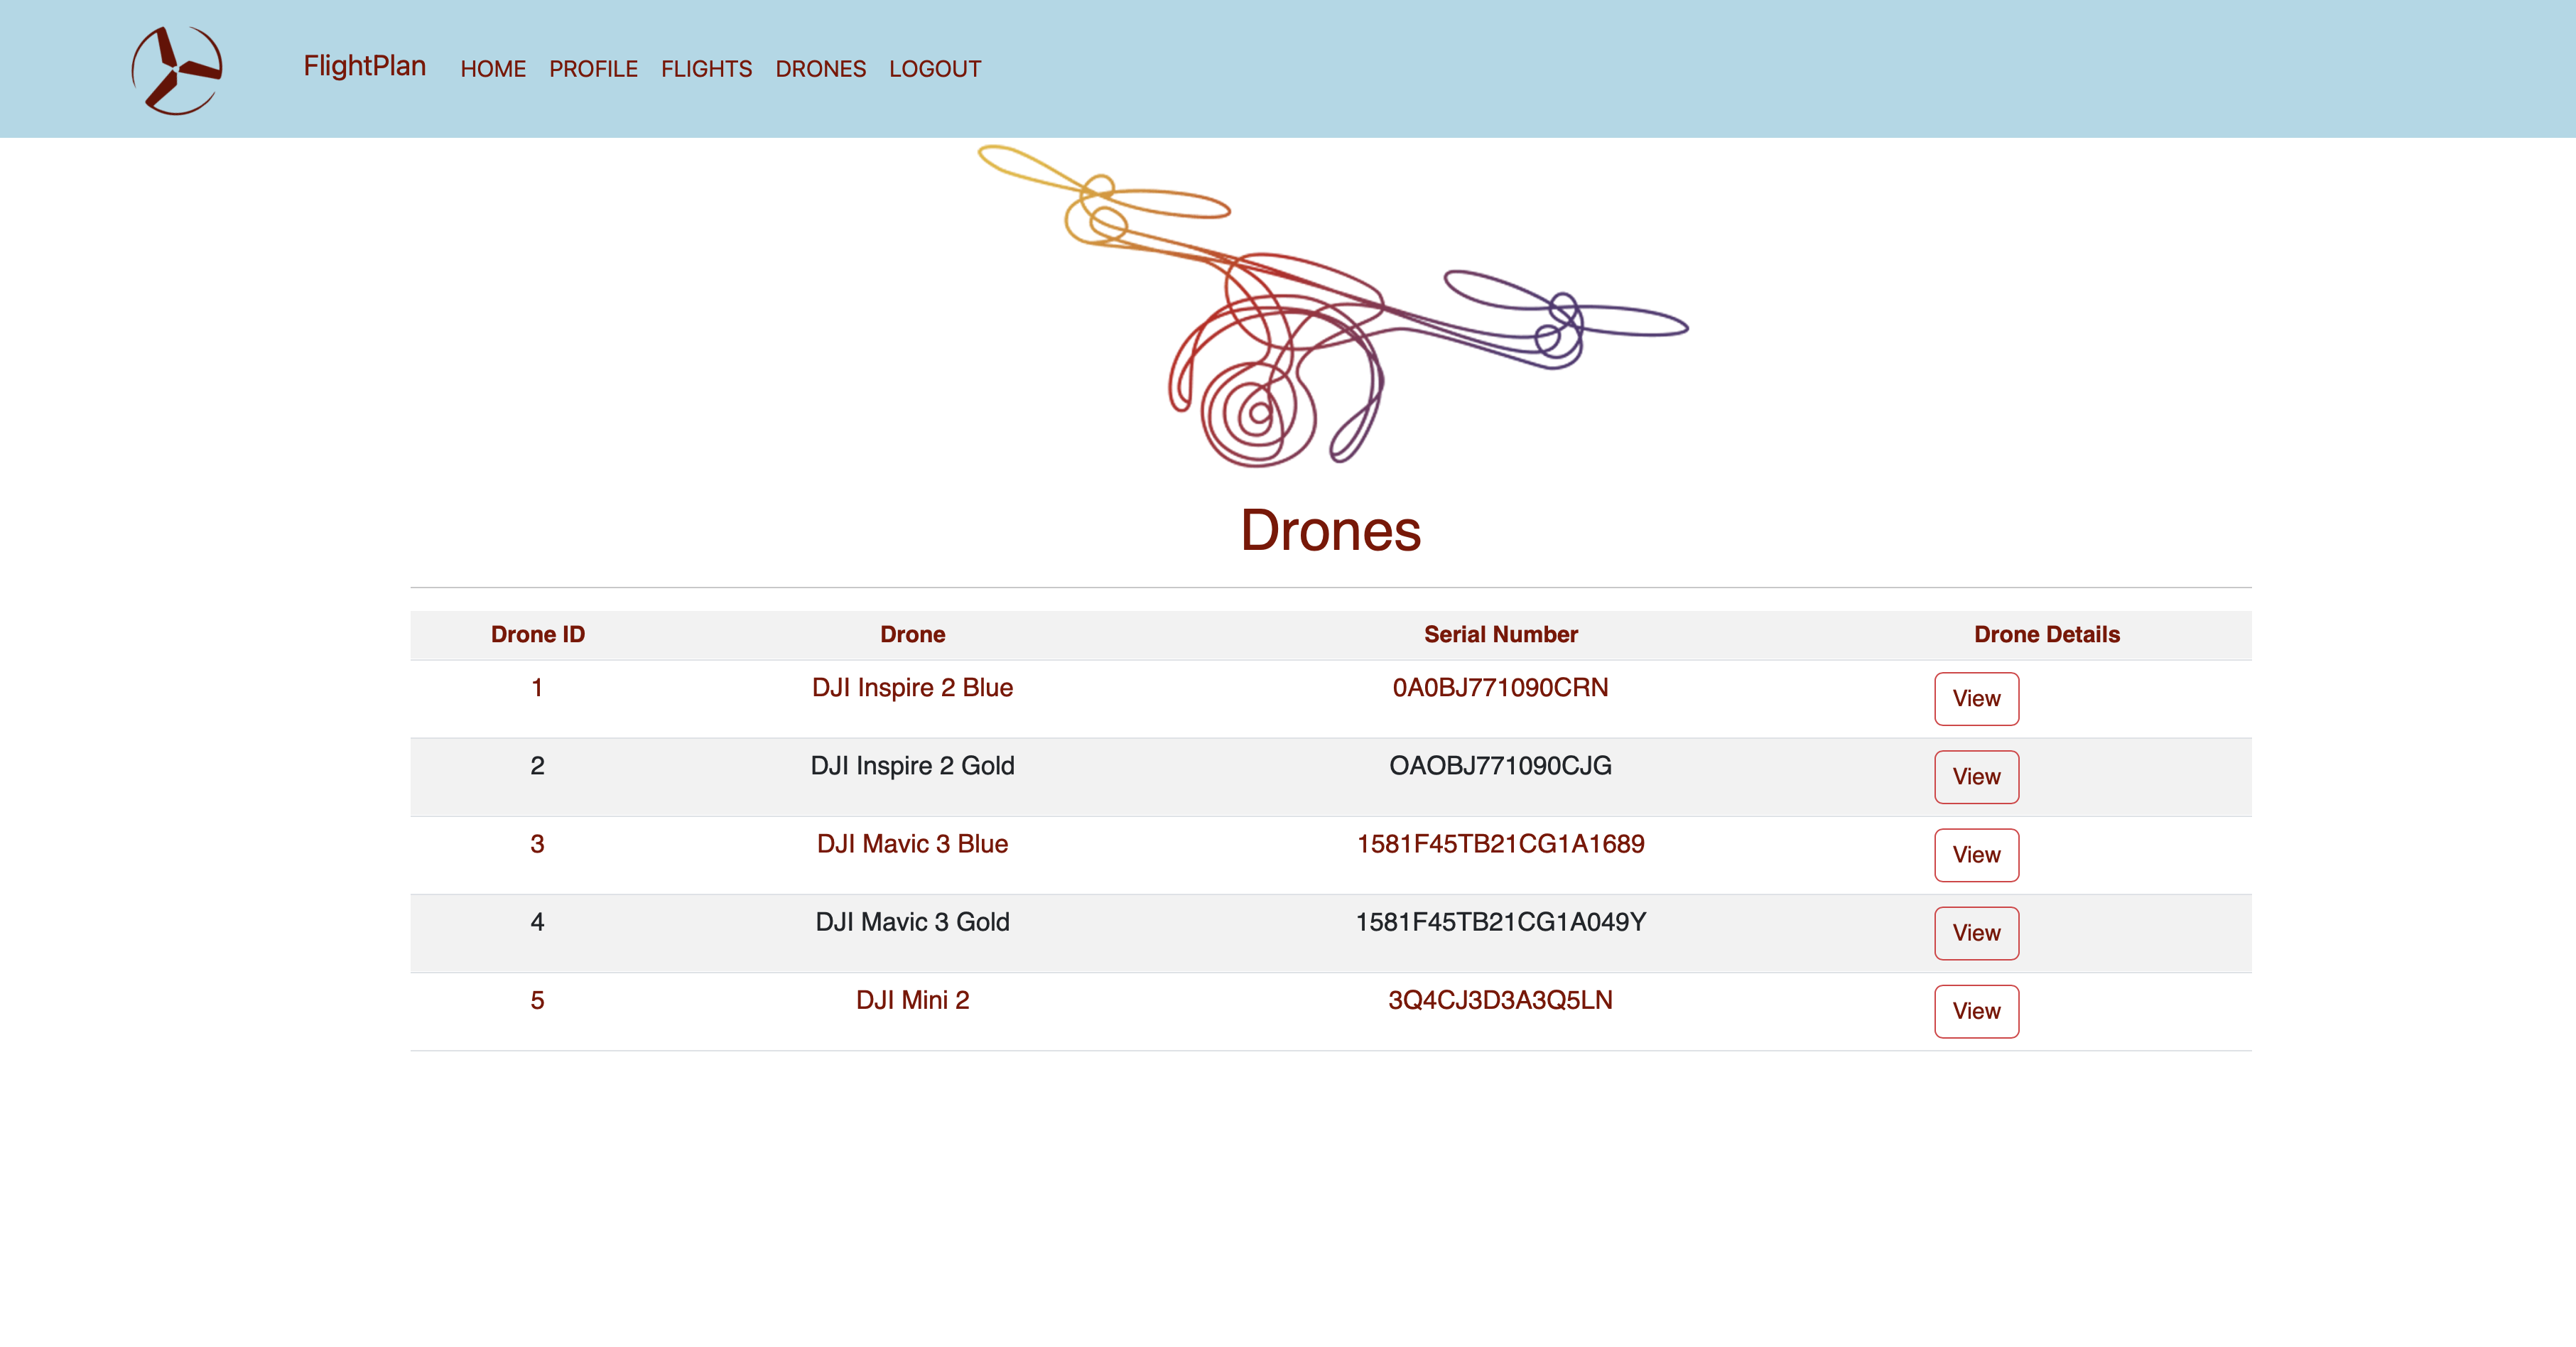 FlightPlan HOME PROFILE FLIGHTS DRONES LOGOUT
Drones
Drone ID Drone Serial Number Drone Details
1 DJI Inspire 2 Blue 0A0BJ771090CRN View
2 DJI Inspire 2 Gold OAOBJ771090CJG View
3 DJI Mavic 3 Blue 1581F45TB21CG1A1689 View
4 DJI Mavic 3 Gold 1581F45TB21CG1A049Y View
5 DJI Mini 2 3Q4CJ3D3A3Q5LN View